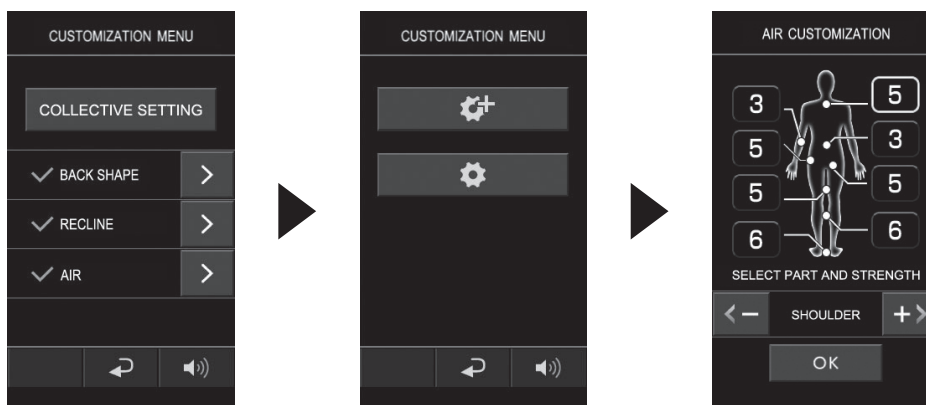 CUSTOMIZATION MENU
COLLECTIVE SETTING
BACK SHAPE
RECLINE
AIR
CUSTOMIZATION MENU
AIR CUSTOMIZATION
3 5
5 3
5 5
6 6
SELECT PART AND STRENGTH
− SHOULDER +
OK